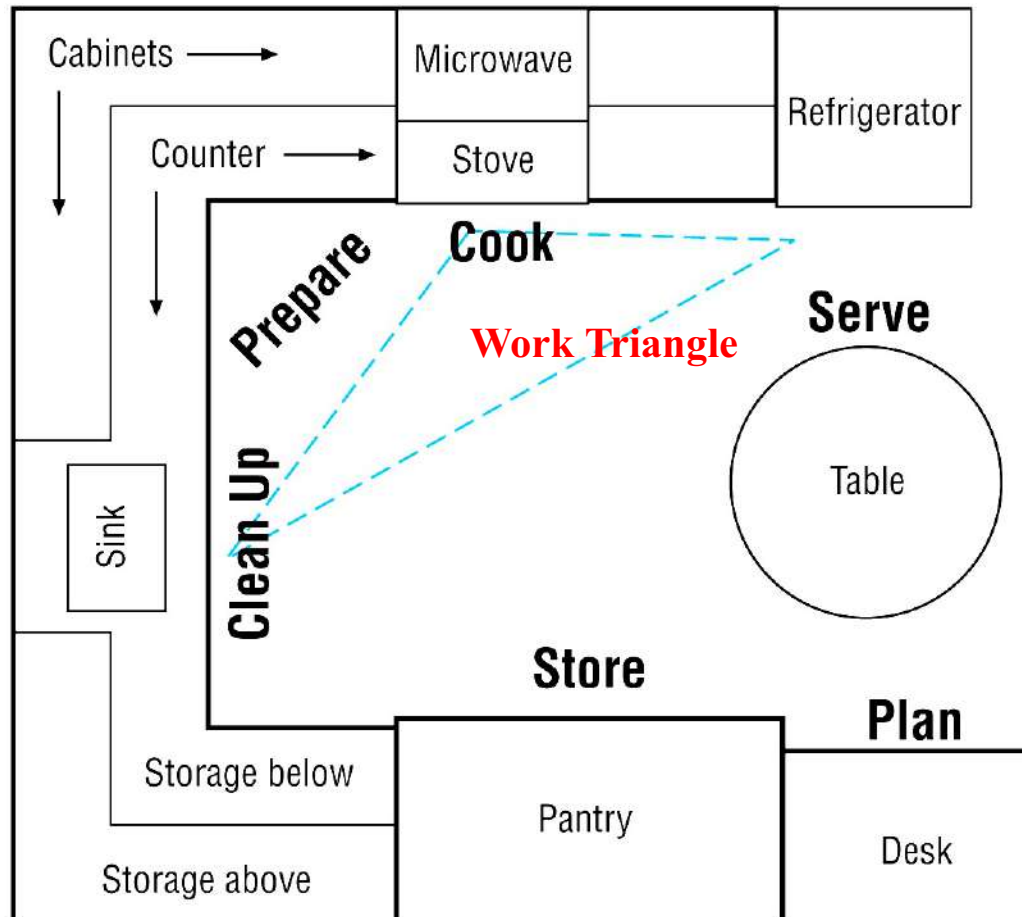 Cabinets
Microwave
Refrigerator
Counter
Stove
Cook
Prepare
Serve
Work Triangle
Table
Sink
Clean Up
Store
Plan
Storage below
Pantry
Desk
Storage above